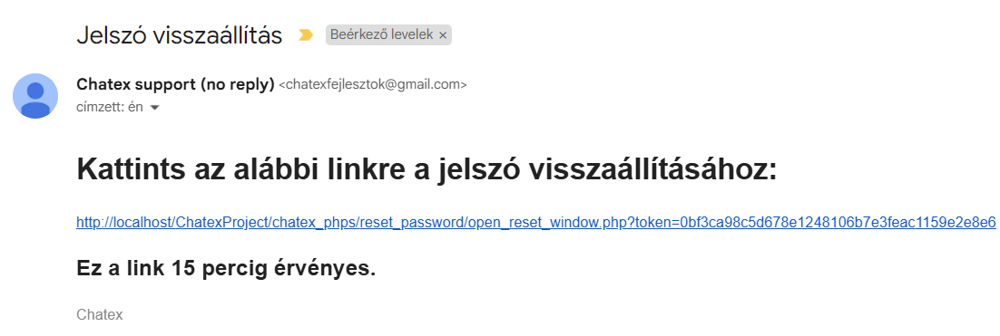 Jelszó visszaállítás Beérkező levelek ×
Chatex support (no reply) <chatexfejlesztok@gmail.com>
címzett: én
Kattints az alábbi linkre a jelszó visszaállításához:
http://localhost/ChatexProject/chatex_phps/reset_password/open_reset_window.php?token=0bf3ca98c5d678e1248106b7e3feac1159e2e8e6
Ez a link 15 percig érvényes.
Chatex